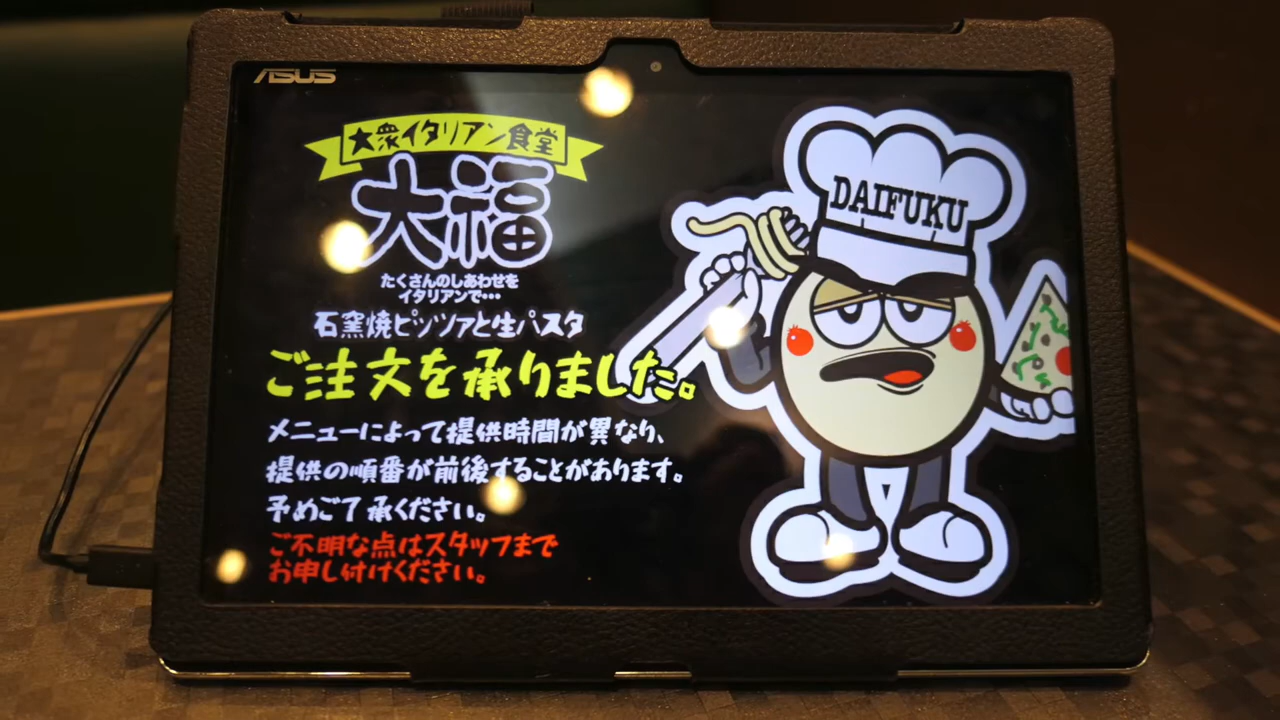 ASUS
大衆イタリアン食堂
大福
たくさんのしあわせを
イタリアンで・・・
石窯焼ピッツァと生パスタ
ご注文を承りました。
メニューによって提供時間が異なり、
提供の順番が前後することがあります。
予めご了承ください。
ご不明な点はスタッフまで
お申し付けください。
DAIFUKU